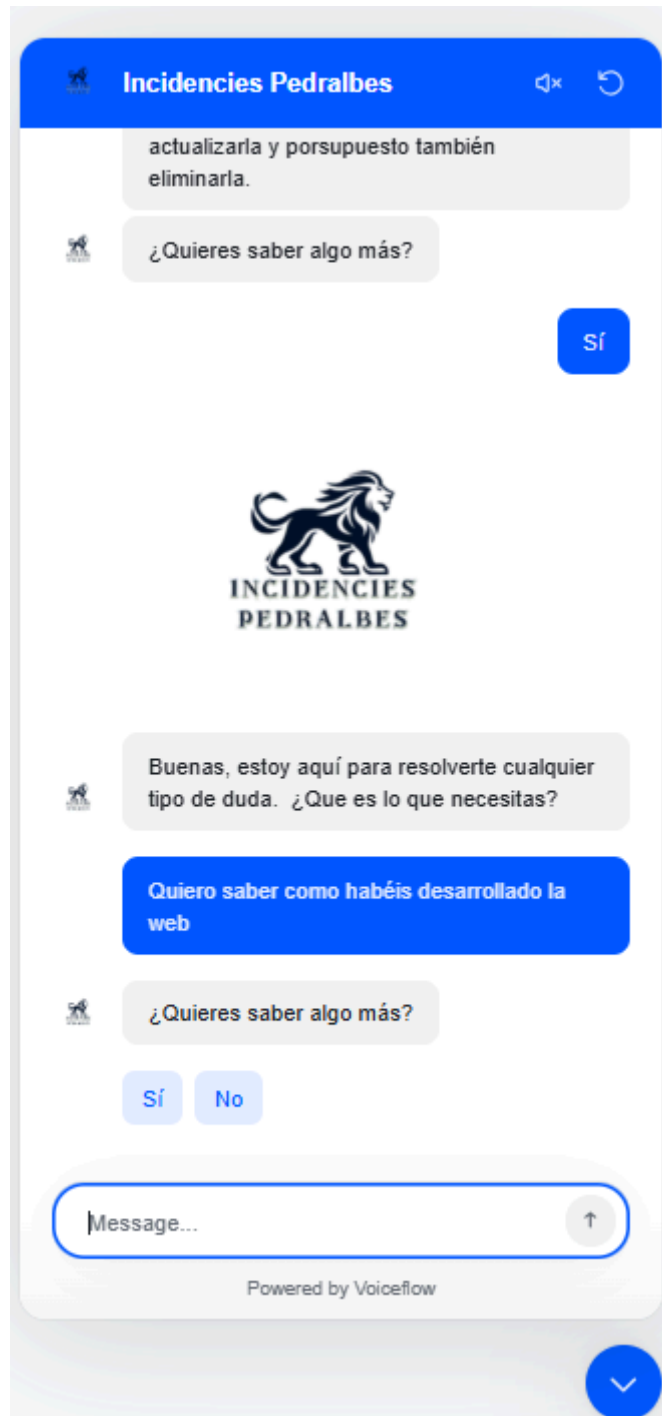 Incidencies Pedralbes
actualizarla y porsupuesto también
eliminarla.
¿Quieres saber algo más?
Sí
INCIDENCIES
PEDRALBES
Buenas, estoy aquí para resolverte cualquier
tipo de duda. ¿Que es lo que necesitas?
Quiero saber como habéis desarrollado la
web
¿Quieres saber algo más?
Sí No
Message...
Powered by Voiceflow